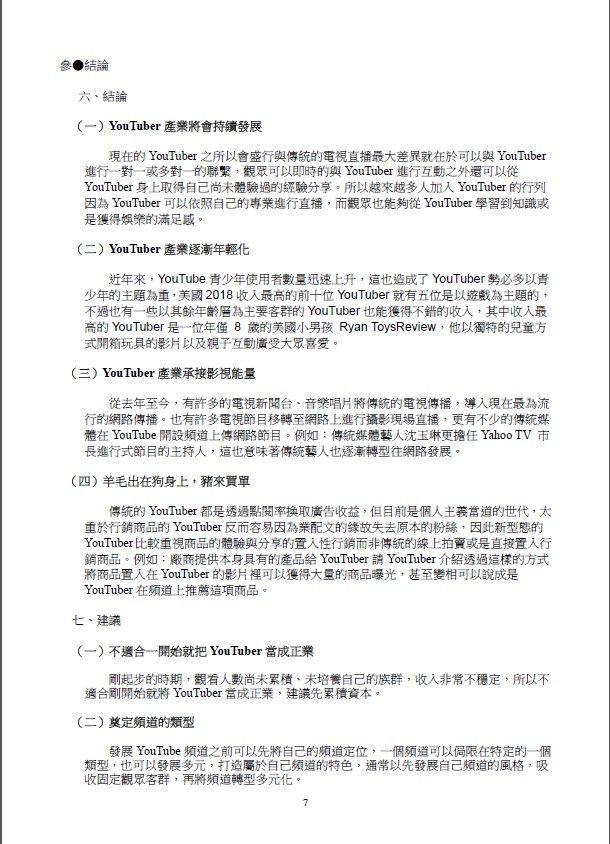 參●結論
六、結論
（一）YouTuber 產業將會持續發展
現在的 YouTuber 之所以會盛行與傳統的電視直播最大差異就在於可以與 YouTuber
進行一對一或多對一的聯繫，觀眾可以即時的與 YouTuber 進行互動之外還可以從
YouTuber 身上取得自己尚未體驗過的經驗分享。所以越來越多人加入 YouTuber 的行列
因為 YouTuber 可以依照自己的專業進行直播，而觀眾也能夠從 YouTuber 學習到知識或
是獲得娛樂的滿足感。
（二）YouTuber 產業逐漸年輕化
近年來，YouTube 青少年使用者數量迅速上升，這也造成了 YouTuber 勢必多以青
少年的主題為重，美國 2018 收入最高的前十位 YouTuber 就有五位是以遊戲為主題的，
不過也有一些以其餘年齡層為主要客群的 YouTuber 也能獲得不錯的收入，其中收入最
高的 YouTuber 是一位年僅 8 歲的美國小男孩 Ryan ToysReview，他以獨特的兒童方
式開箱玩具的影片以及親子互動廣受大眾喜愛。
（三）YouTuber 產業承接影視能量
從去年至今，有許多的電視新聞台、音樂唱片將傳統的電視傳播，導入現在最為流
行的網路傳播。也有許多電視節目移轉至網路上進行攝影現場直播，更有不少的傳統媒
體在 YouTube 開設頻道上傳網路節目。例如：傳統媒體藝人沈玉琳更擔任 Yahoo TV 市
長進行式節目的主持人，這也意味著傳統藝人也逐漸轉型往網路發展。
（四）羊毛出在狗身上，豬來買單
傳統的 YouTuber 都是透過點閱率換取廣告收益，但目前是個人主義當道的世代，太
重於行銷商品的 YouTuber 反而容易因為業配文的緣故失去原本的粉絲，因此新型態的
YouTuber 比較重視商品的體驗與分享的置入性行銷而非傳統的線上拍賣或是直接置入行
銷商品。例如：廠商提供本身具有的產品給 YouTuber 請 YouTuber 介紹透過這樣的方式
將商品置入在 YouTuber 的影片裡可以獲得大量的商品曝光，甚至變相可以說成是
YouTuber 在頻道上推薦這項商品。
七、建議
（一）不適合一開始就把 YouTuber 當成正業
剛起步的時期，觀看人數尚未累積、未培養自己的族群，收入非常不穩定，所以不
適合剛開始就將 YouTuber 當成正業，建議先累積資本。
（二）奠定頻道的類型
發展 YouTube 頻道之前可以先將自己的頻道定位，一個頻道可以侷限在特定的一個
類型，也可以發展多元，打造屬於自己頻道的特色，通常以先發展自己頻道的風格，吸
收固定觀眾客群，再將頻道轉型多元化。
7